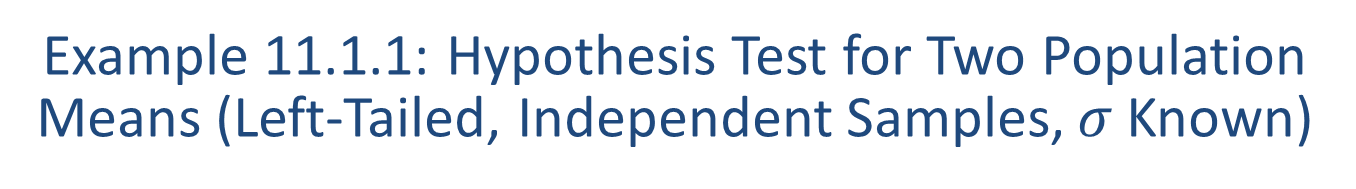 Example 11.1.1: Hypothesis Test for Two Population
Means (Left-Tailed, Independent Samples, 𝜎 Known)